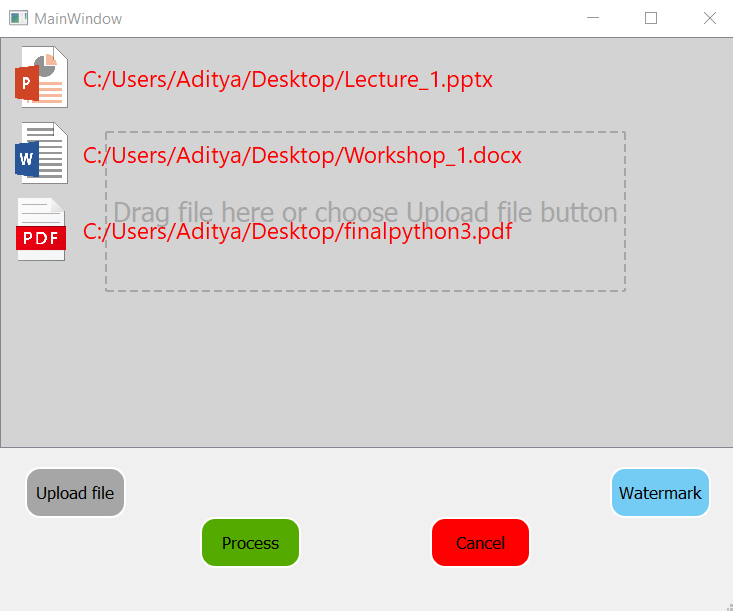 MainWindow
P
C:/Users/Aditya/Desktop/Lecture_1.pptx
W
C:/Users/Aditya/Desktop/Workshop_1.docx
Drag file here or choose Upload file button
PDF
C:/Users/Aditya/Desktop/finalpython3.pdf
Upload file
Watermark
Process
Cancel